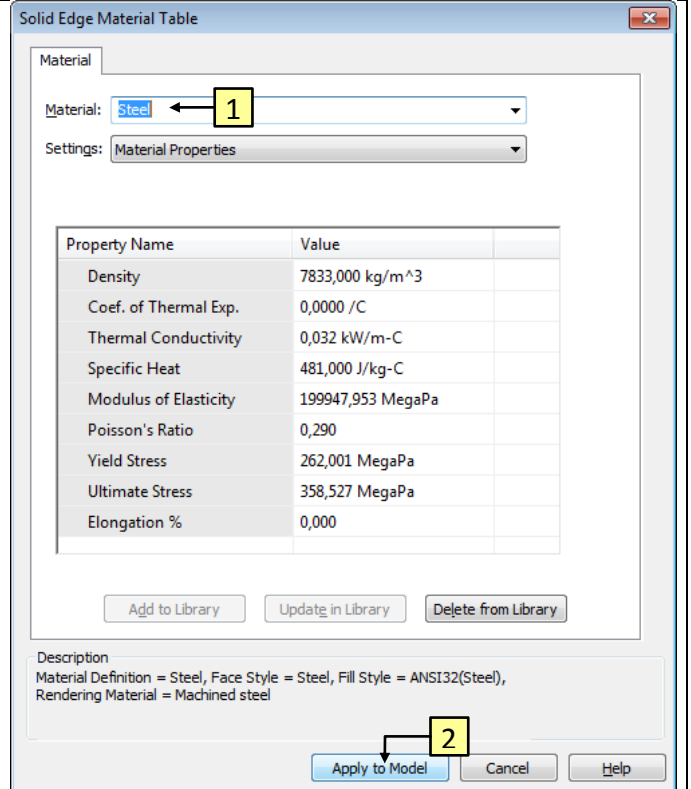 Solid Edge Material Table
Material
Material: Steel 1
Settings: Material Properties
Property Name Value
Density 7833,000 kg/m^3
Coef. of Thermal Exp. 0,0000 /C
Thermal Conductivity 0,032 kW/m-C
Specific Heat 481,000 J/kg-C
Modulus of Elasticity 199947,953 MegaPa
Poisson's Ratio 0,290
Yield Stress 262,001 MegaPa
Ultimate Stress 358,527 MegaPa
Elongation % 0,000
Add to Library Update in Library Delete from Library
Description
Material Definition = Steel, Face Style = Steel, Fill Style = ANSI32(Steel),
Rendering Material = Machined steel
2
Apply to Model Cancel Help